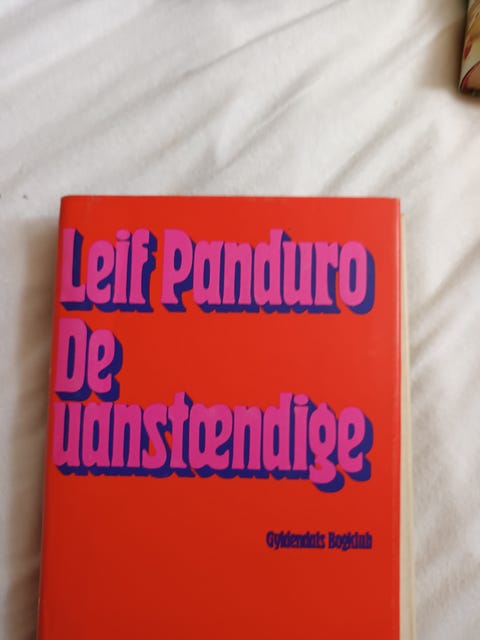 Leif Panduro
De
uanstændige
Gyldendals Bogklub